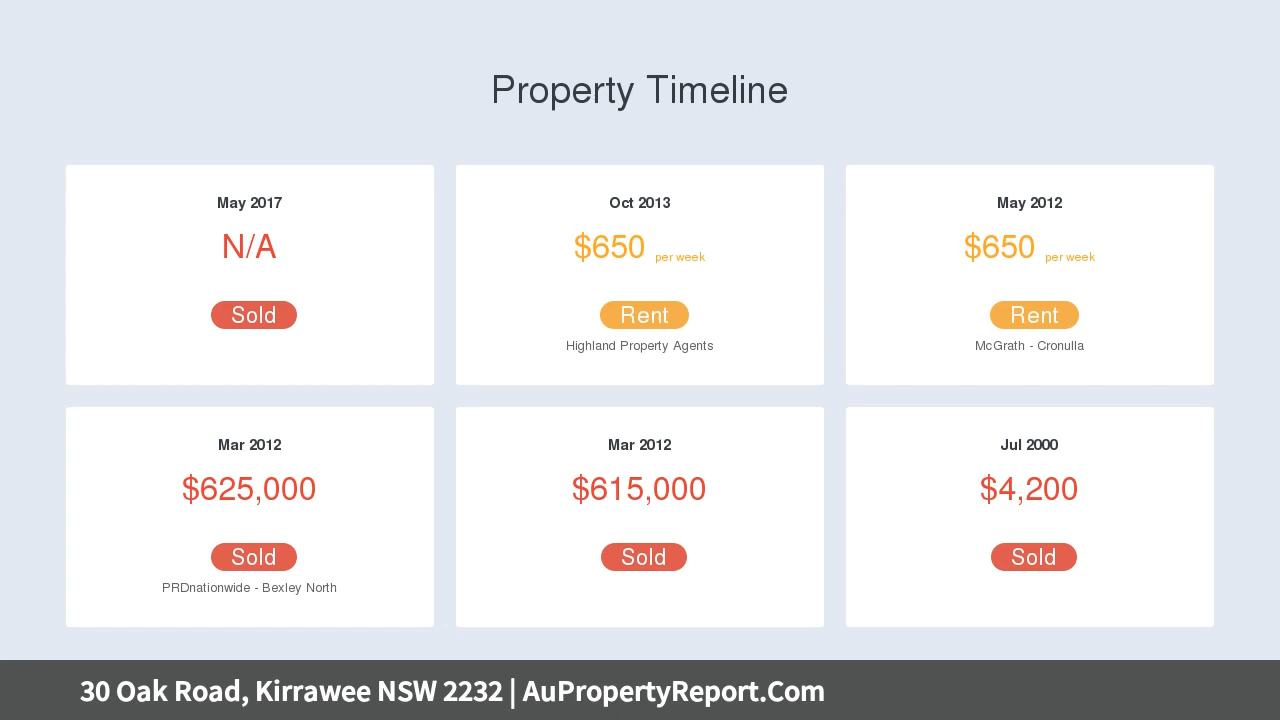 Property Timeline
May 2017
N/A
Sold
Oct 2013
$650 per week
Rent
Highland Property Agents
May 2012
$650 per week
Rent
McGrath - Cronulla
Mar 2012
$625,000
Sold
PRDnationwide - Bexley North
Mar 2012
$615,000
Sold
Jul 2000
$4,200
Sold
30 Oak Road, Kirrawee NSW 2232 | AuPropertyReport.Com